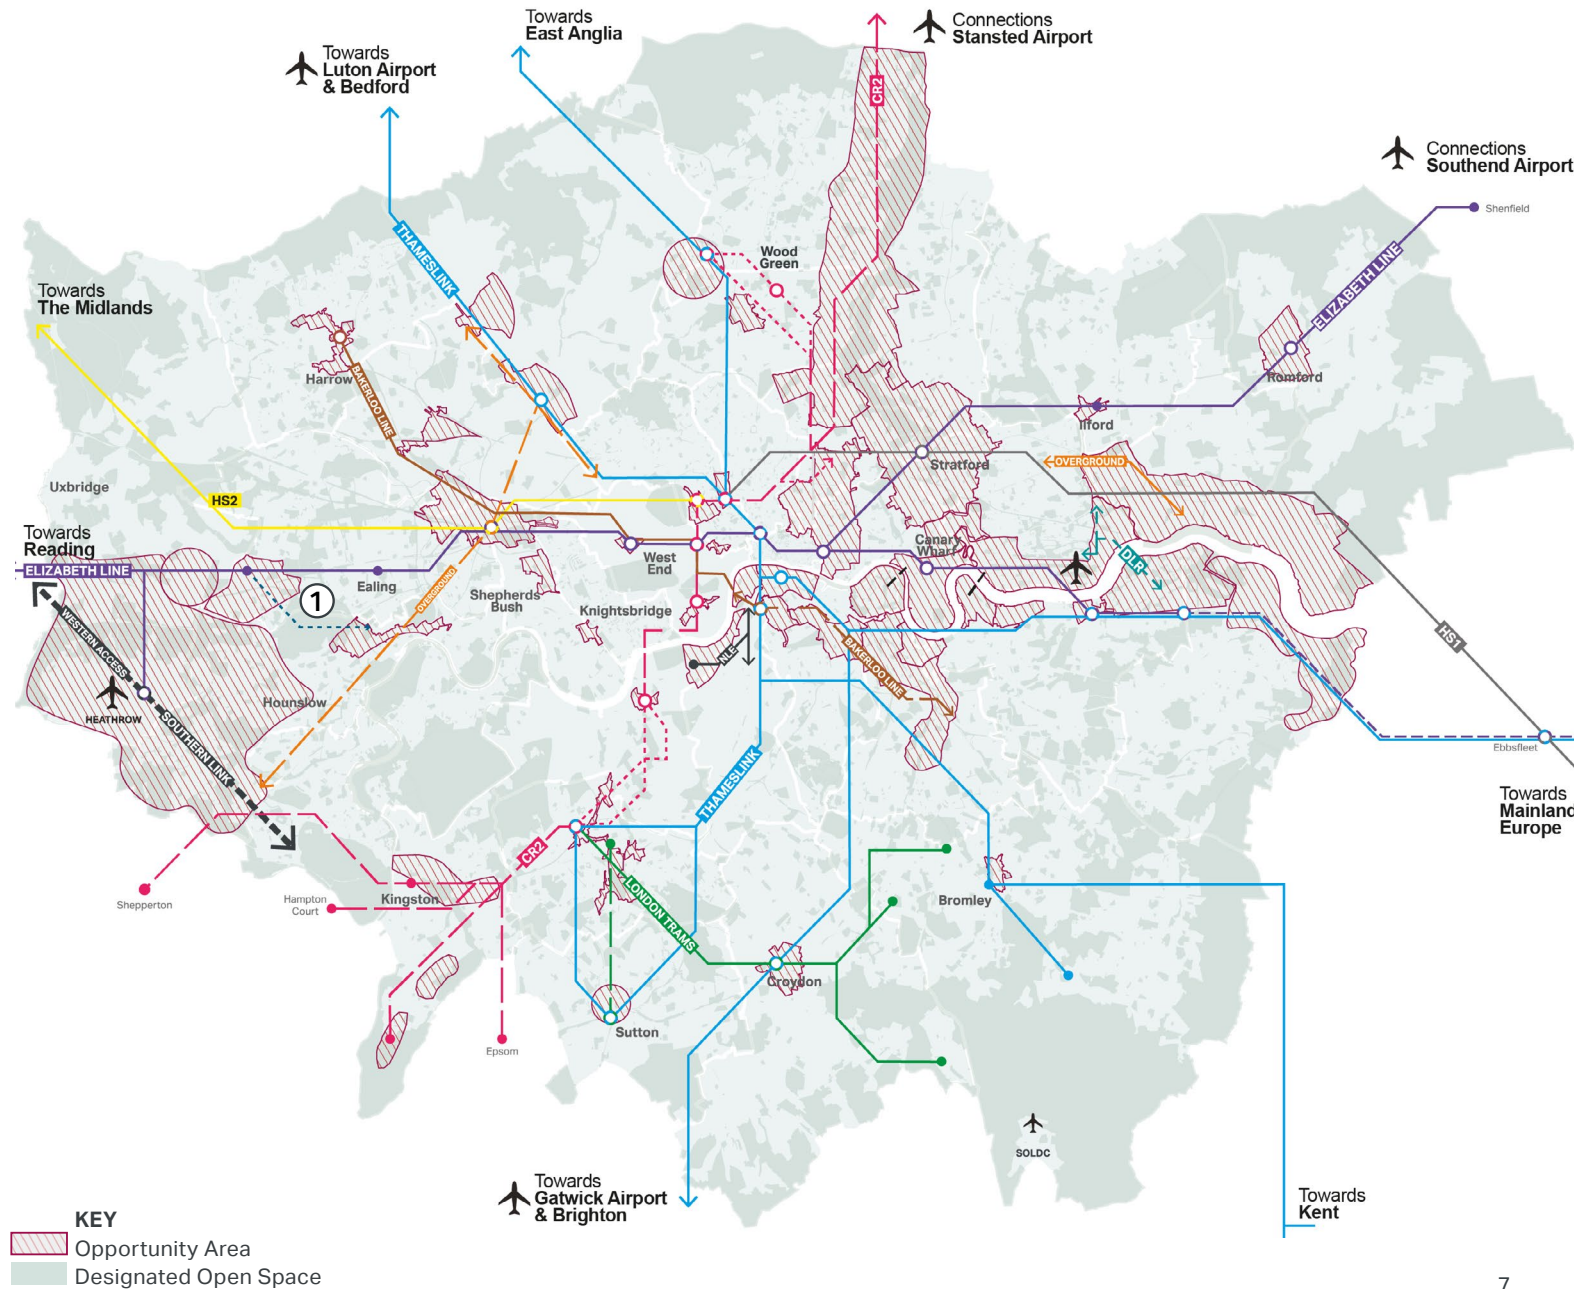 Towards
East Anglia
Connections
Stansted Airport
Towards
Luton Airport
& Bedford
CR2
Connections
Southend Airport
Shenfield
THAMESLINK
Wood
Green
ELIZABETH LINE
Towards
The Midlands
Harrow
BAKERLOO LINE
Romford
Ilford
Uxbridge
HS2
Stratford
OVERGROUND
Towards
Reading
ELIZABETH LINE
Ealing
1
OVERGROUND
Shepherds
Bush
West
End
Knightsbridge
Canary
Wharf
DLR
WESTERN ACCESS
HEATHROW
SOUTHERN LINK
Hounslow
NLE
BAKERLOO LINE
HS1
Ebbsfleet
Towards
Mainland
Europe
THAMESLINK
CR2
Shepperton
Hampton
Court
Kingston
LONDON TRAMS
Bromley
Croydon
Sutton
Epsom
SOLDC
Towards
Gatwick Airport
& Brighton
Towards
Kent
KEY
Opportunity Area
Designated Open Space
7